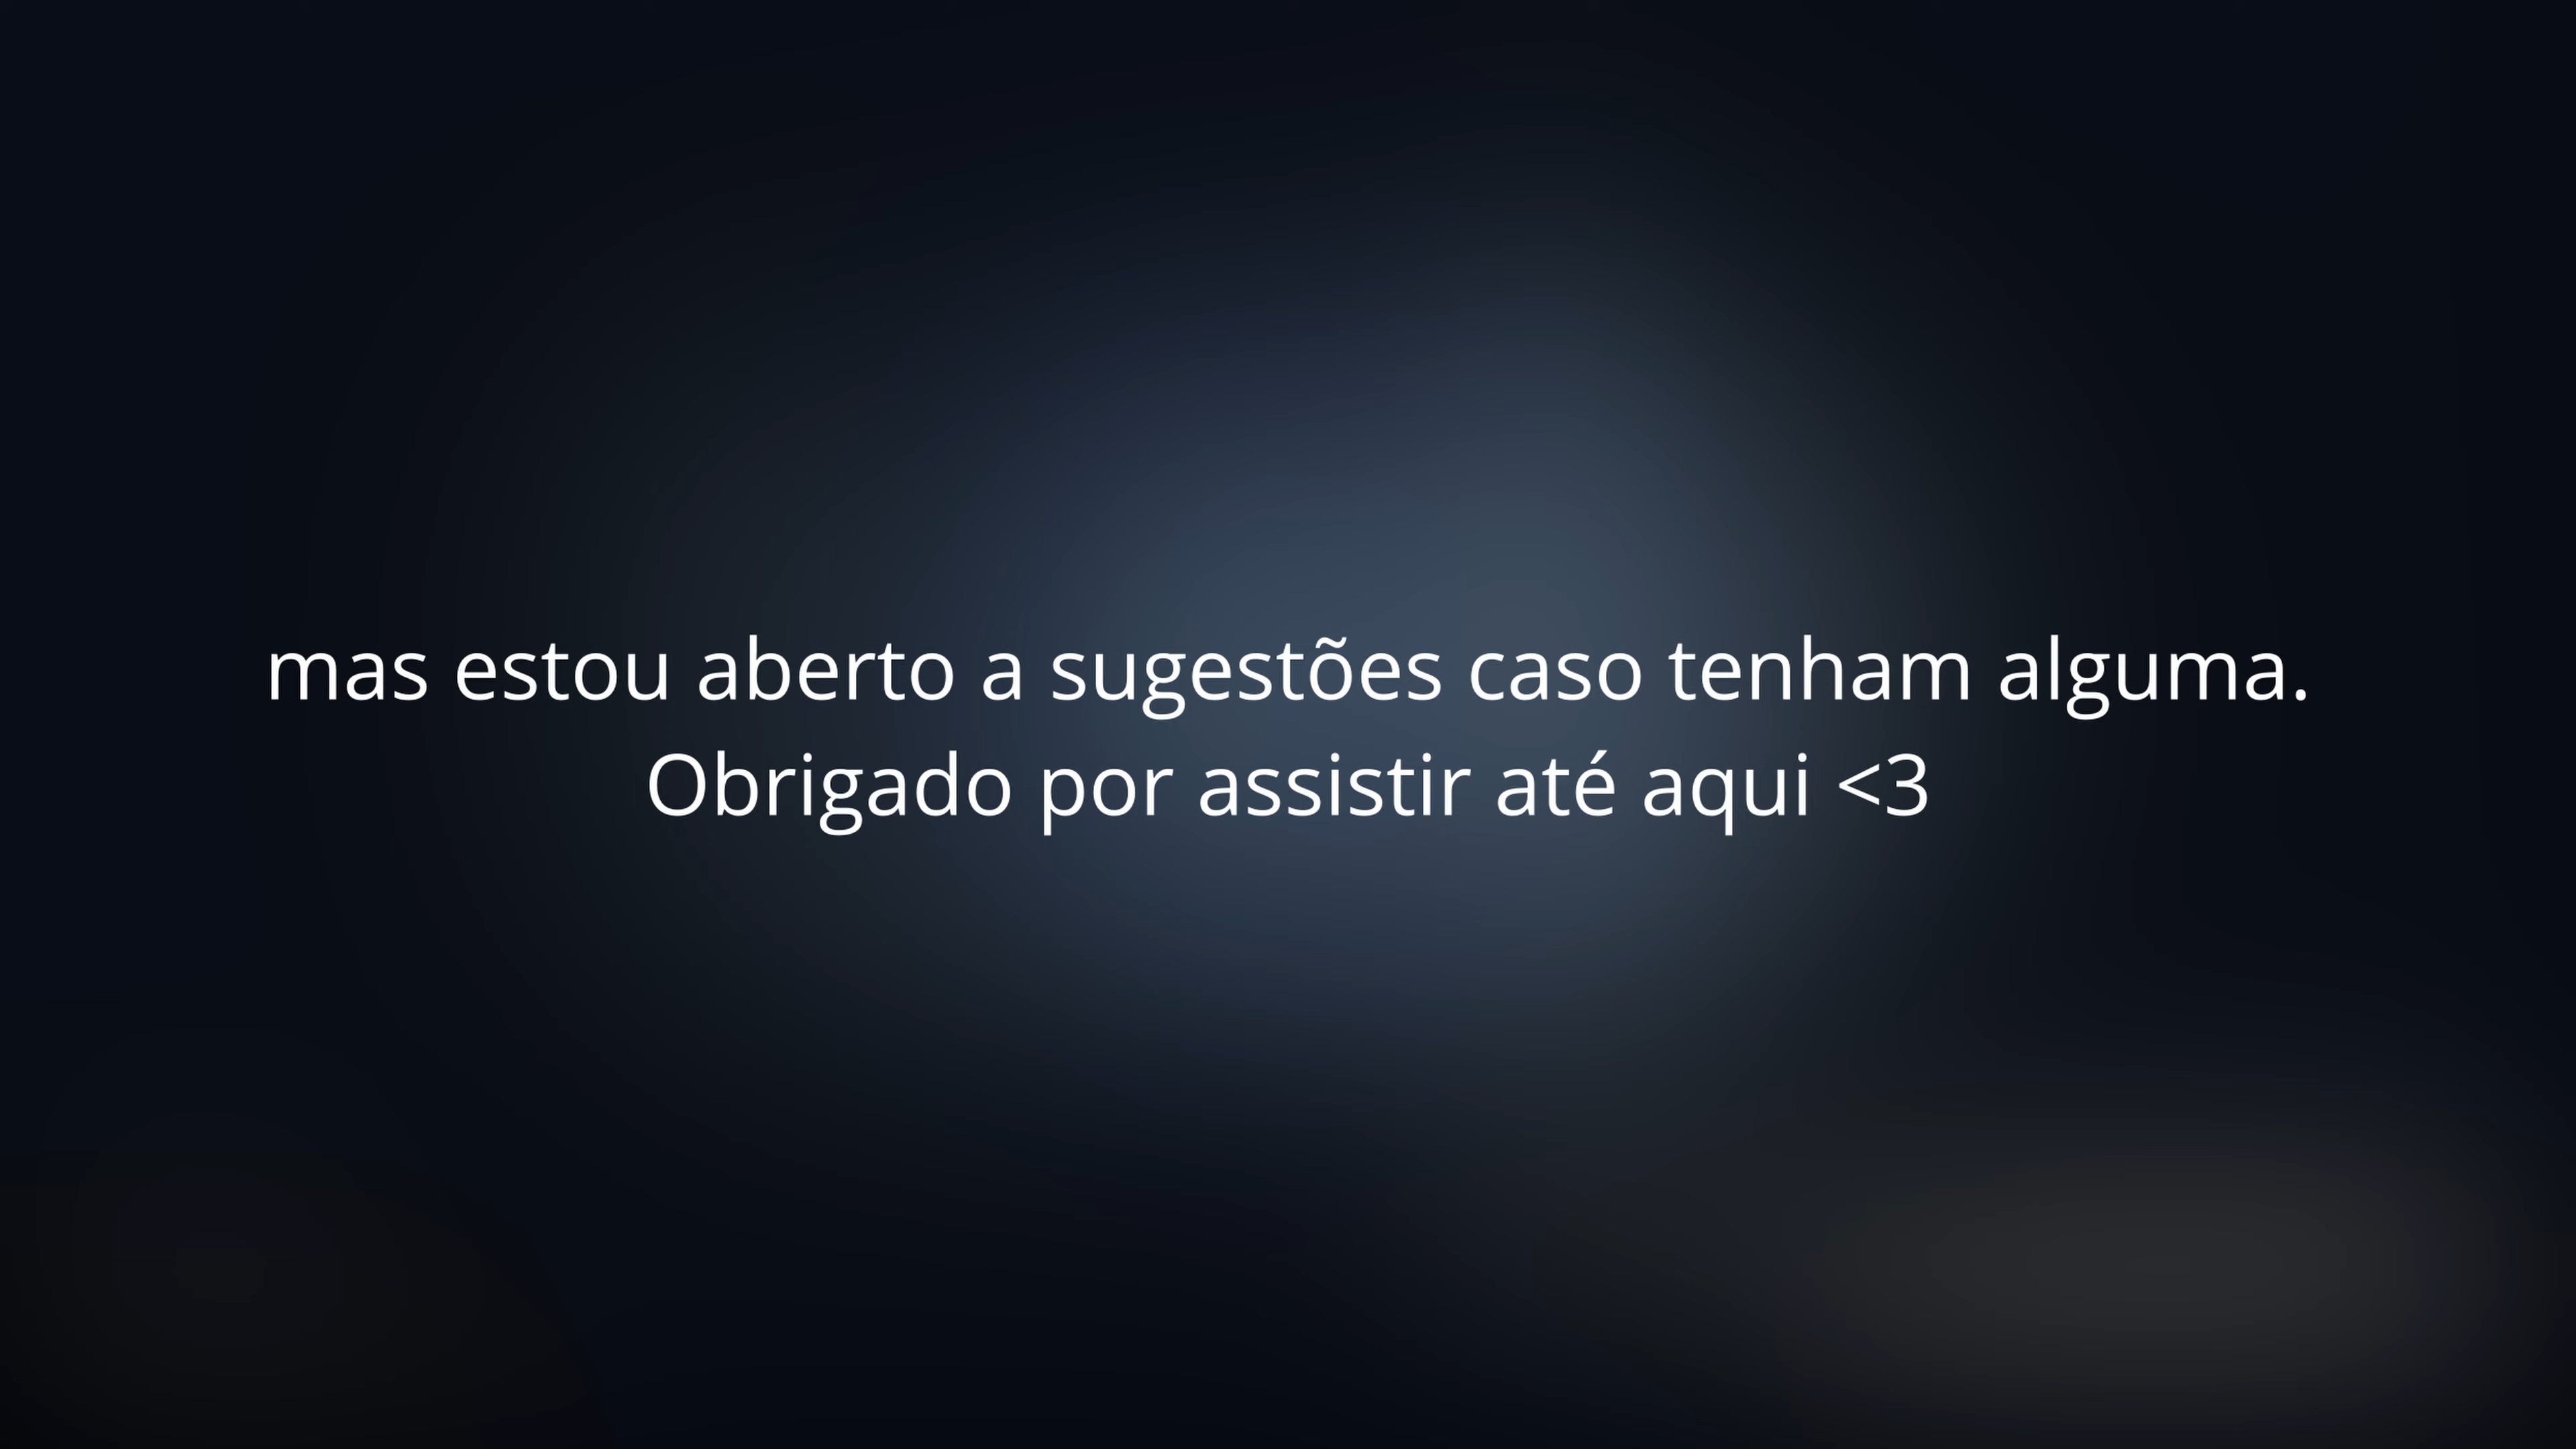 mas estou aberto a sugestões caso tenham alguma.
Obrigado por assistir até aqui <3